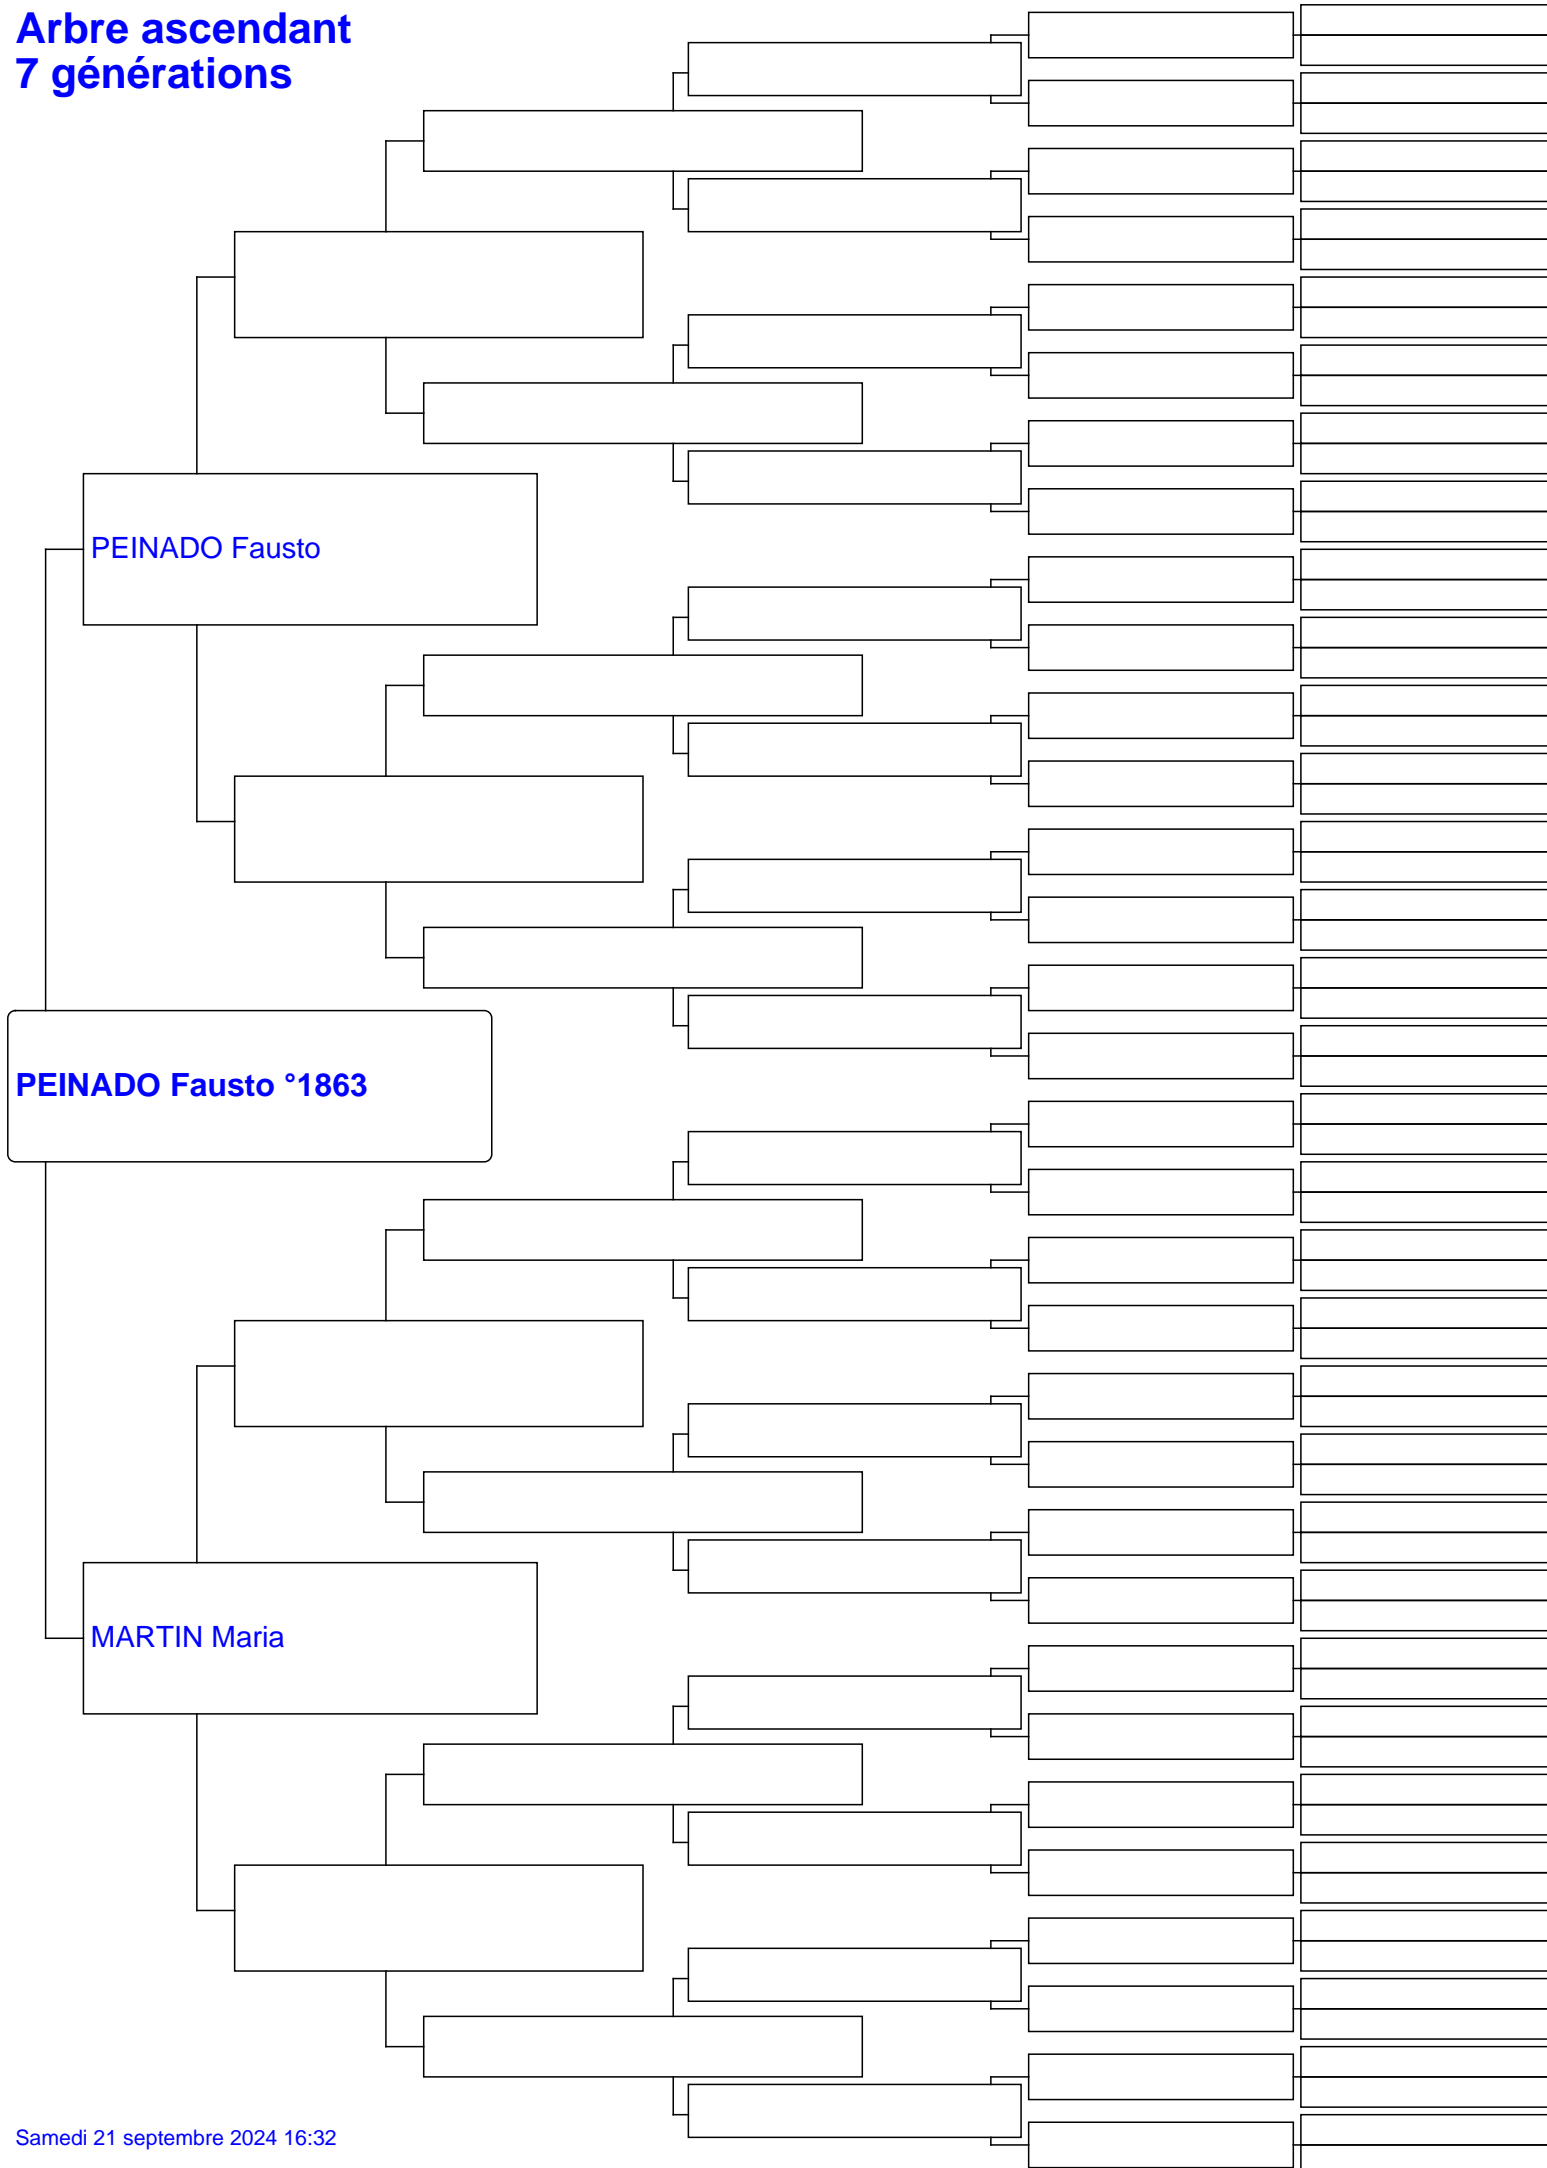 Arbre ascendant
7 générations
PEINADO Fausto
PEINADO Fausto °1863
MARTIN Maria
Samedi 21 septembre 2024 16:32